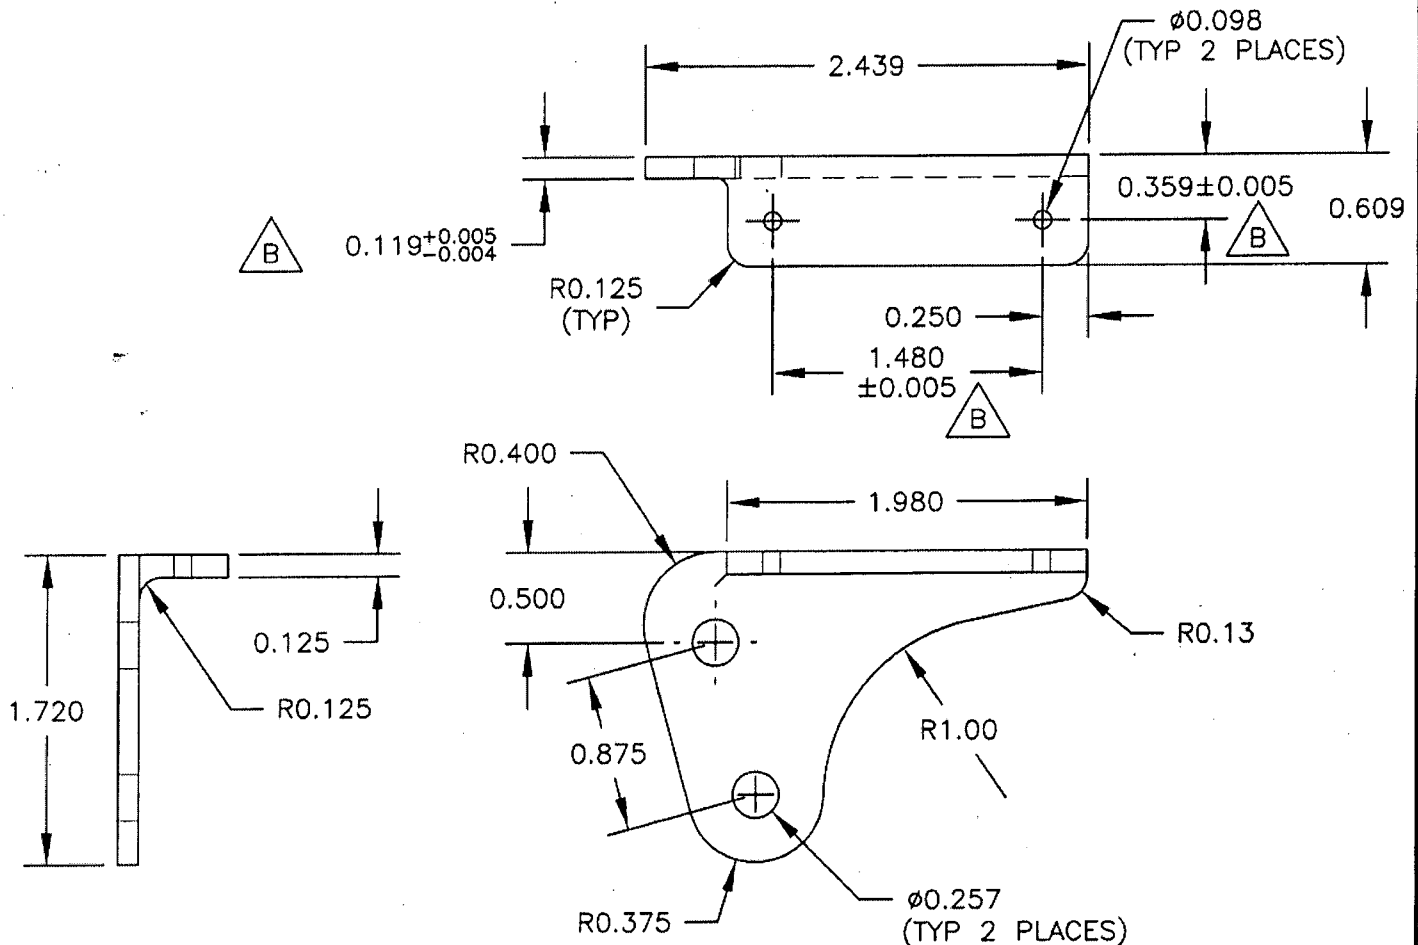 ø0.098
(TYP 2 PLACES)
2.439
0.359±0.005
0.609
B
0.119+0.005
-0.004
B
R0.125
(TYP)
0.250
1.480
±0.005
B
R0.400
1.980
0.500
0.125
R0.13
R0.125
1.720
0.875
R1.00
R0.375
ø0.257
(TYP 2 PLACES)